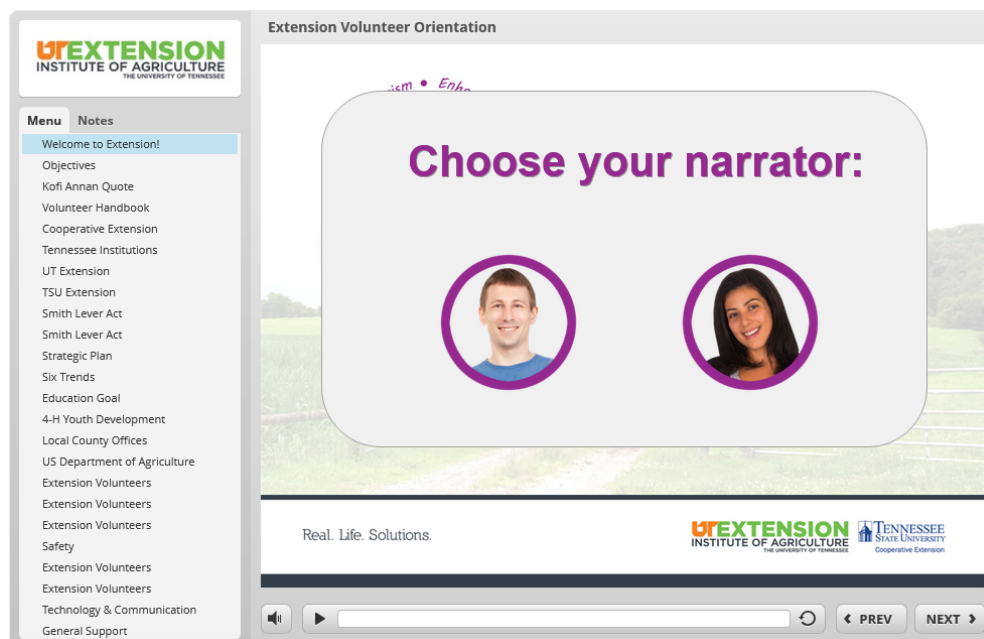 UTEXTENSION
INSTITUTE OF AGRICULTURE
THE UNIVERSITY OF TENNESSEE
Menu Notes
Welcome to Extension!
Objectives
Kofi Annan Quote
Volunteer Handbook
Cooperative Extension
Tennessee Institutions
UT Extension
TSU Extension
Smith Lever Act
Smith Lever Act
Strategic Plan
Six Trends
Education Goal
4-H Youth Development
Local County Offices
US Department of Agriculture
Extension Volunteers
Extension Volunteers
Extension Volunteers
Safety
Extension Volunteers
Extension Volunteers
Technology & Communication
General Support
Extension Volunteer Orientation
Choose your narrator:
Real. Life. Solutions.
UTEXTENSION
INSTITUTE OF AGRICULTURE
THE UNIVERSITY OF TENNESSEE
TENNESSEE
STATE UNIVERSITY
Cooperative Extension
PREV NEXT